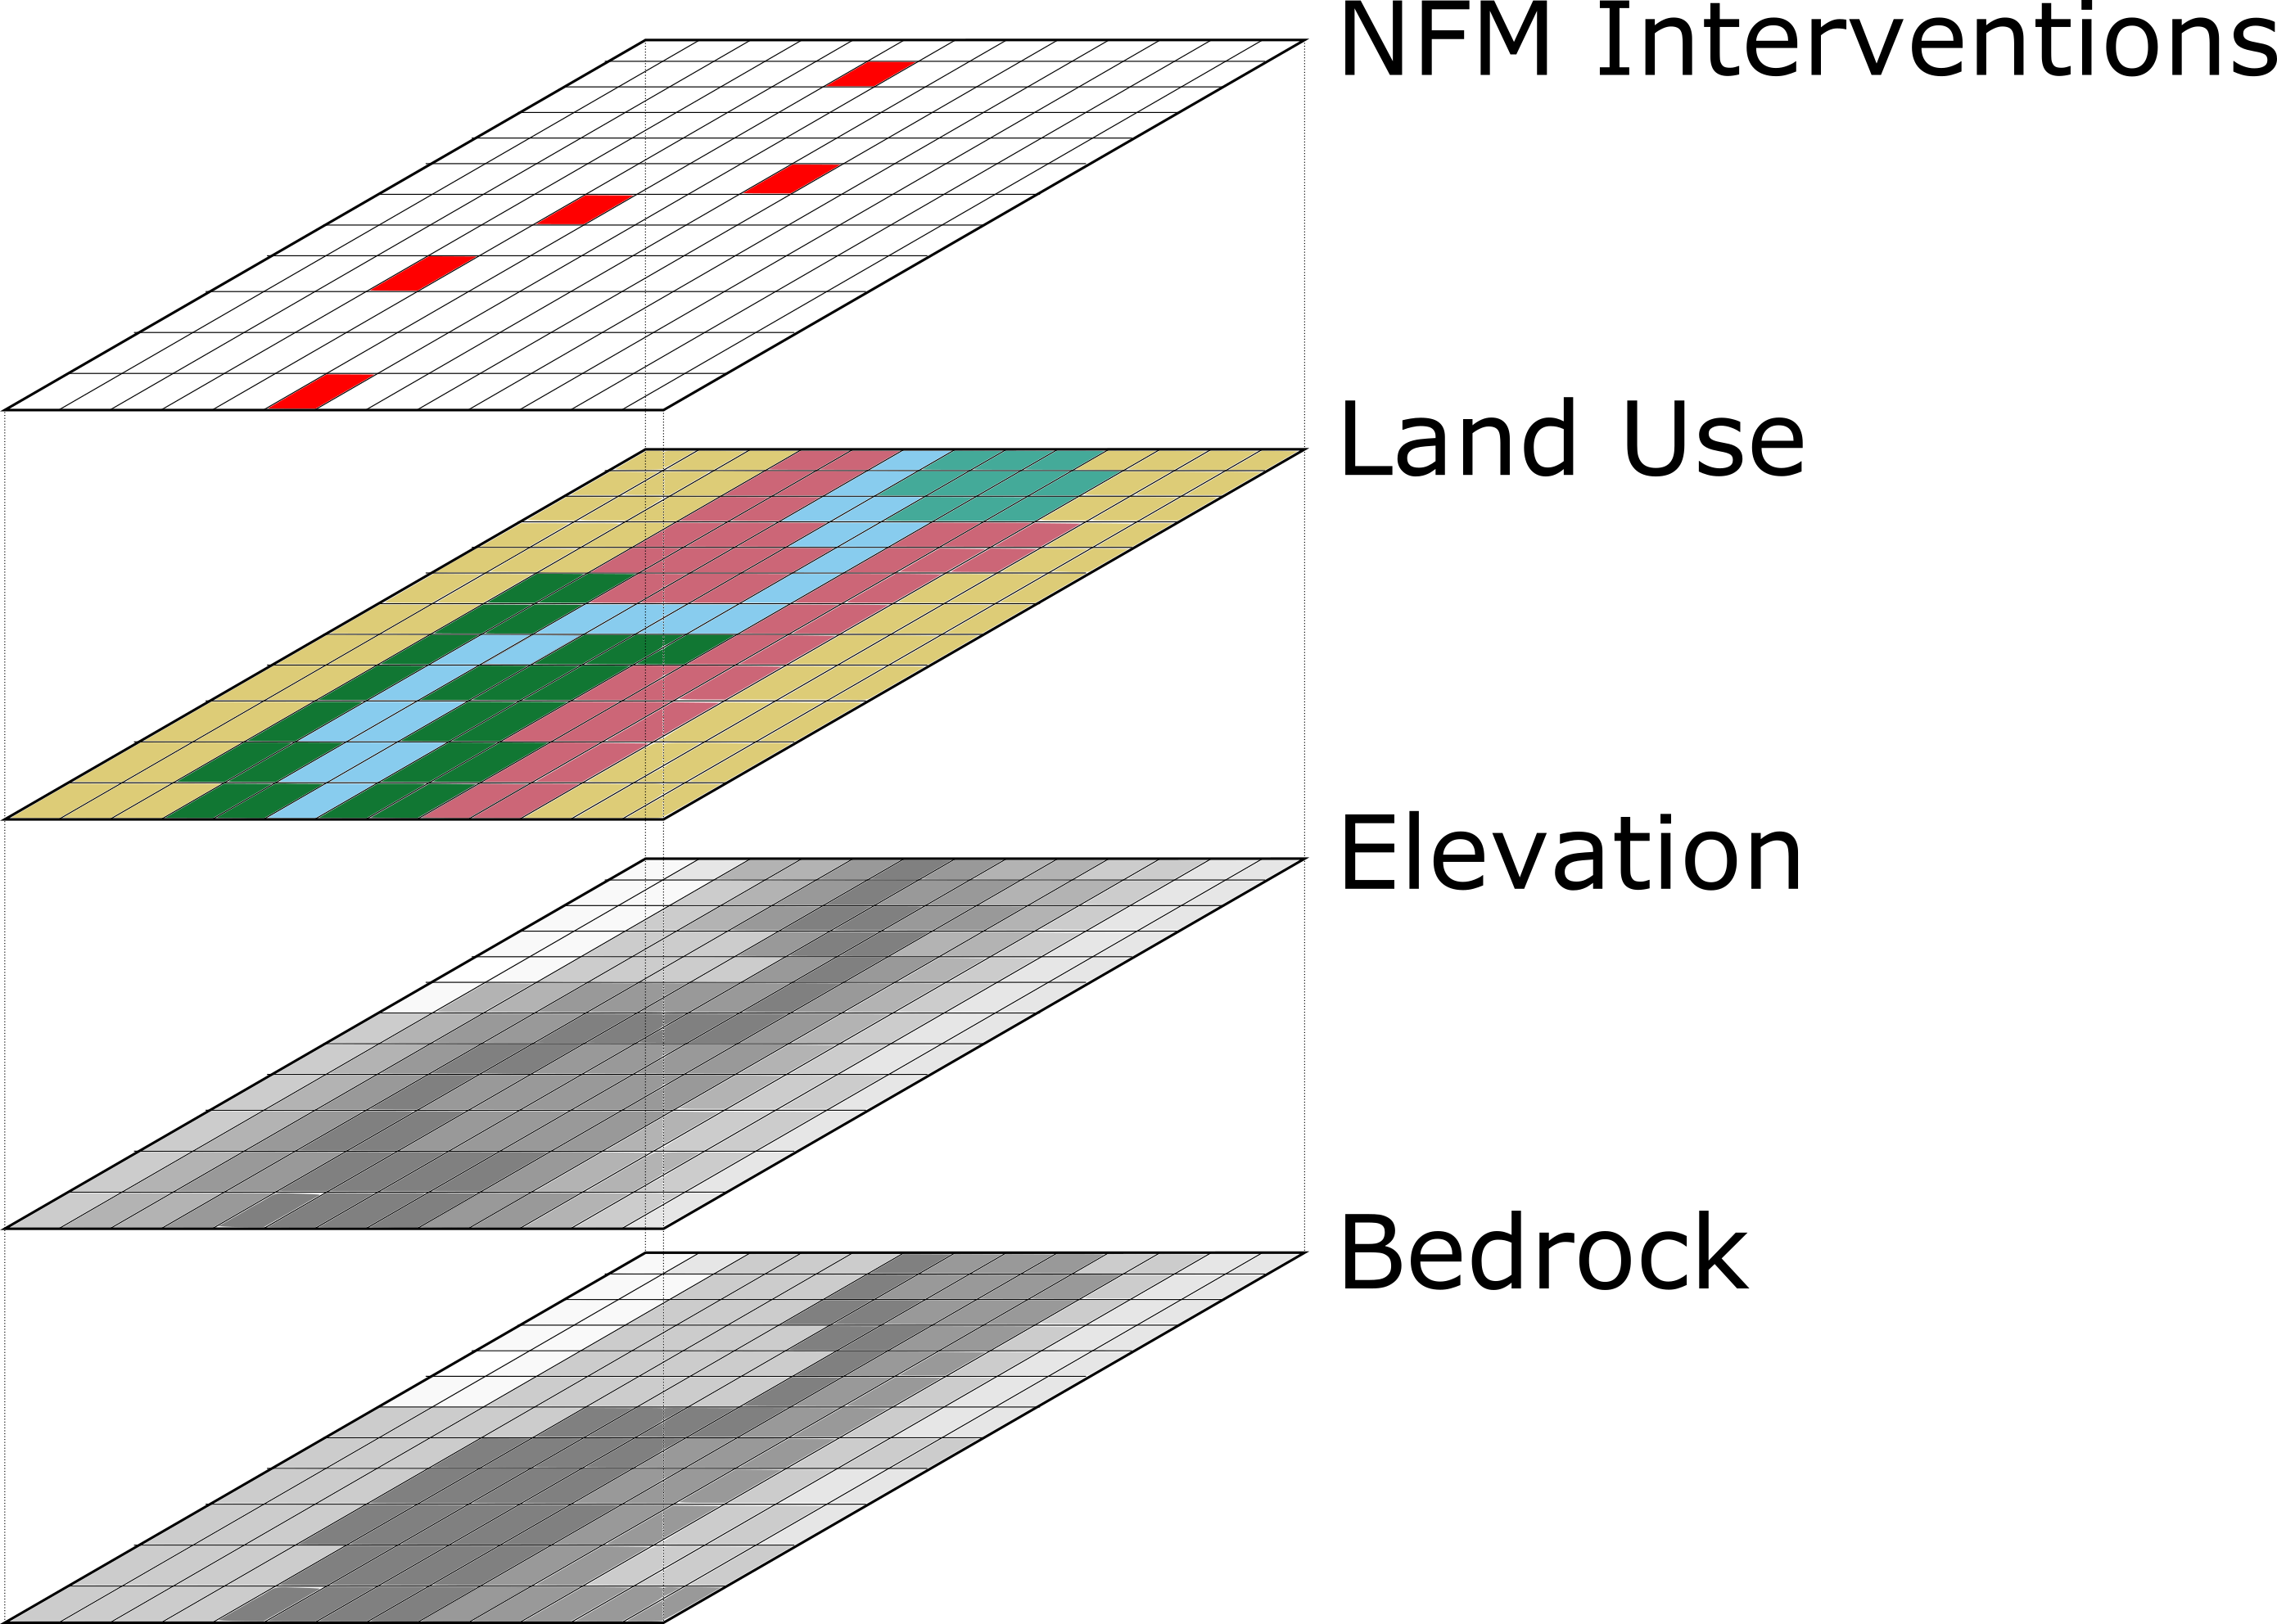 NFM Interventions
Land Use
Elevation
Bedrock